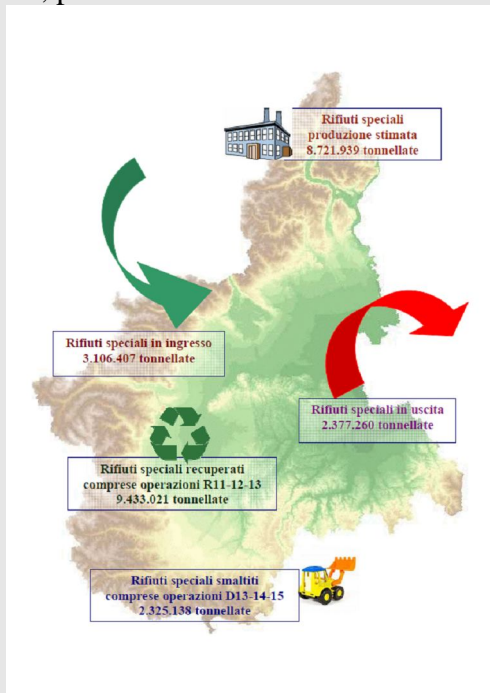 Rifiuti speciali
produzione stimata
8.721.939 tonnellate
Rifiuti speciali in ingresso
3.106.407 tonnellate
Rifiuti speciali in uscita
2.377.260 tonnellate
Rifiuti speciali recuperati
comprese operazioni R11-12-13
9.433.021 tonnellate
Rifiuti speciali smaltiti
comprese operazioni D13-14-15
2.325.138 tonnellate